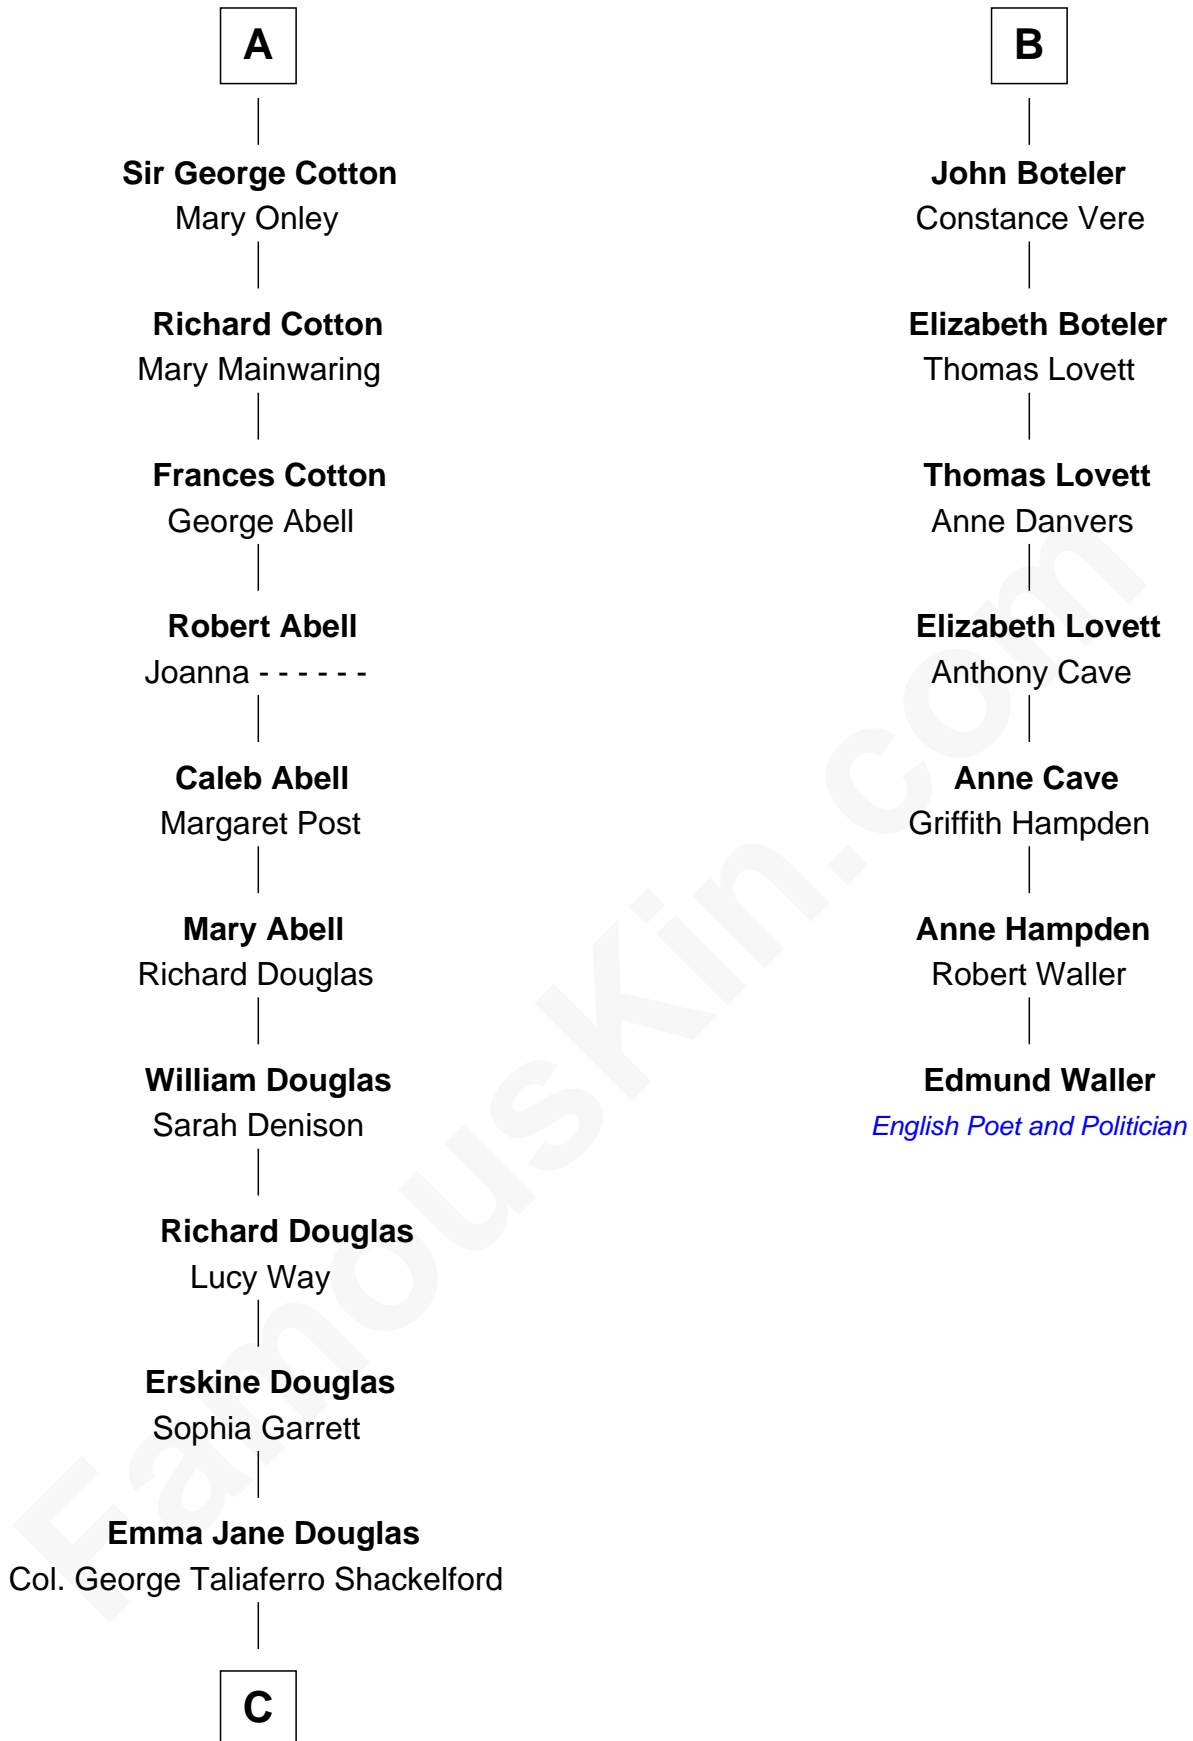 A
Sir George Cotton
Mary Onley
Richard Cotton
Mary Mainwaring
Frances Cotton
George Abell
Robert Abell
Joanna - - - - - -
Caleb Abell
Margaret Post
Mary Abell
Richard Douglas
William Douglas
Sarah Denison
Richard Douglas
Lucy Way
Erskine Douglas
Sophia Garrett
Emma Jane Douglas
Col. George Taliaferro Shackelford
C
B
John Boteler
Constance Vere
Elizabeth Boteler
Thomas Lovett
Thomas Lovett
Anne Danvers
Elizabeth Lovett
Anthony Cave
Anne Cave
Griffith Hampden
Anne Hampden
Robert Waller
Edmund Waller
English Poet and Politician
FamousKin.com